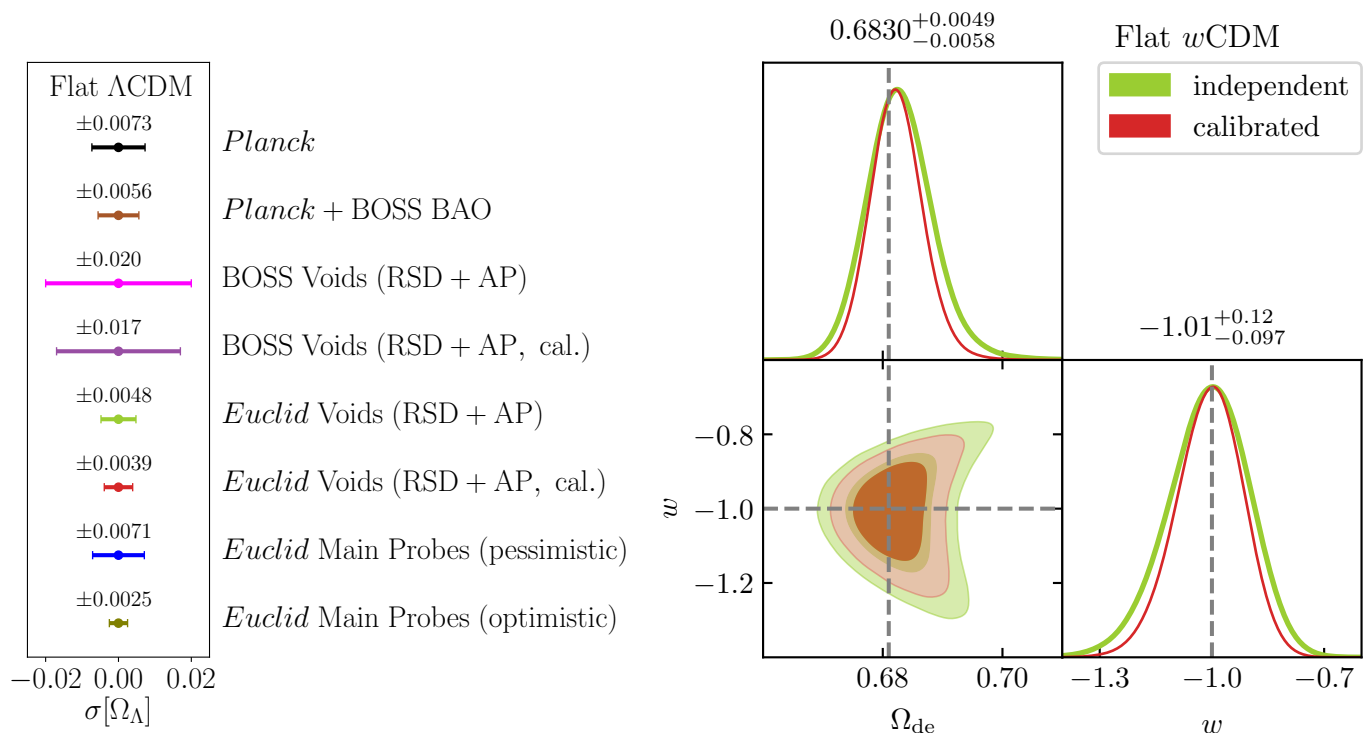 Flat ΛCDM
±0.0073
Planck
±0.0056
Planck + BOSS BAO
±0.020
BOSS Voids (RSD + AP)
±0.017
BOSS Voids (RSD + AP, cal.)
±0.0048
Euclid Voids (RSD + AP)
±0.0039
Euclid Voids (RSD + AP, cal.)
±0.0071
Euclid Main Probes (pessimistic)
±0.0025
Euclid Main Probes (optimistic)
−0.02 0.00 0.02
σ[Ω_Λ]
0.6830^{+0.0049}_{−0.0058}
Flat wCDM
independent
calibrated
−1.01^{+0.12}_{−0.097}
−0.8
−1.0
−1.2
w
0.68 0.70
Ω_de
−1.3 −1.0 −0.7
w